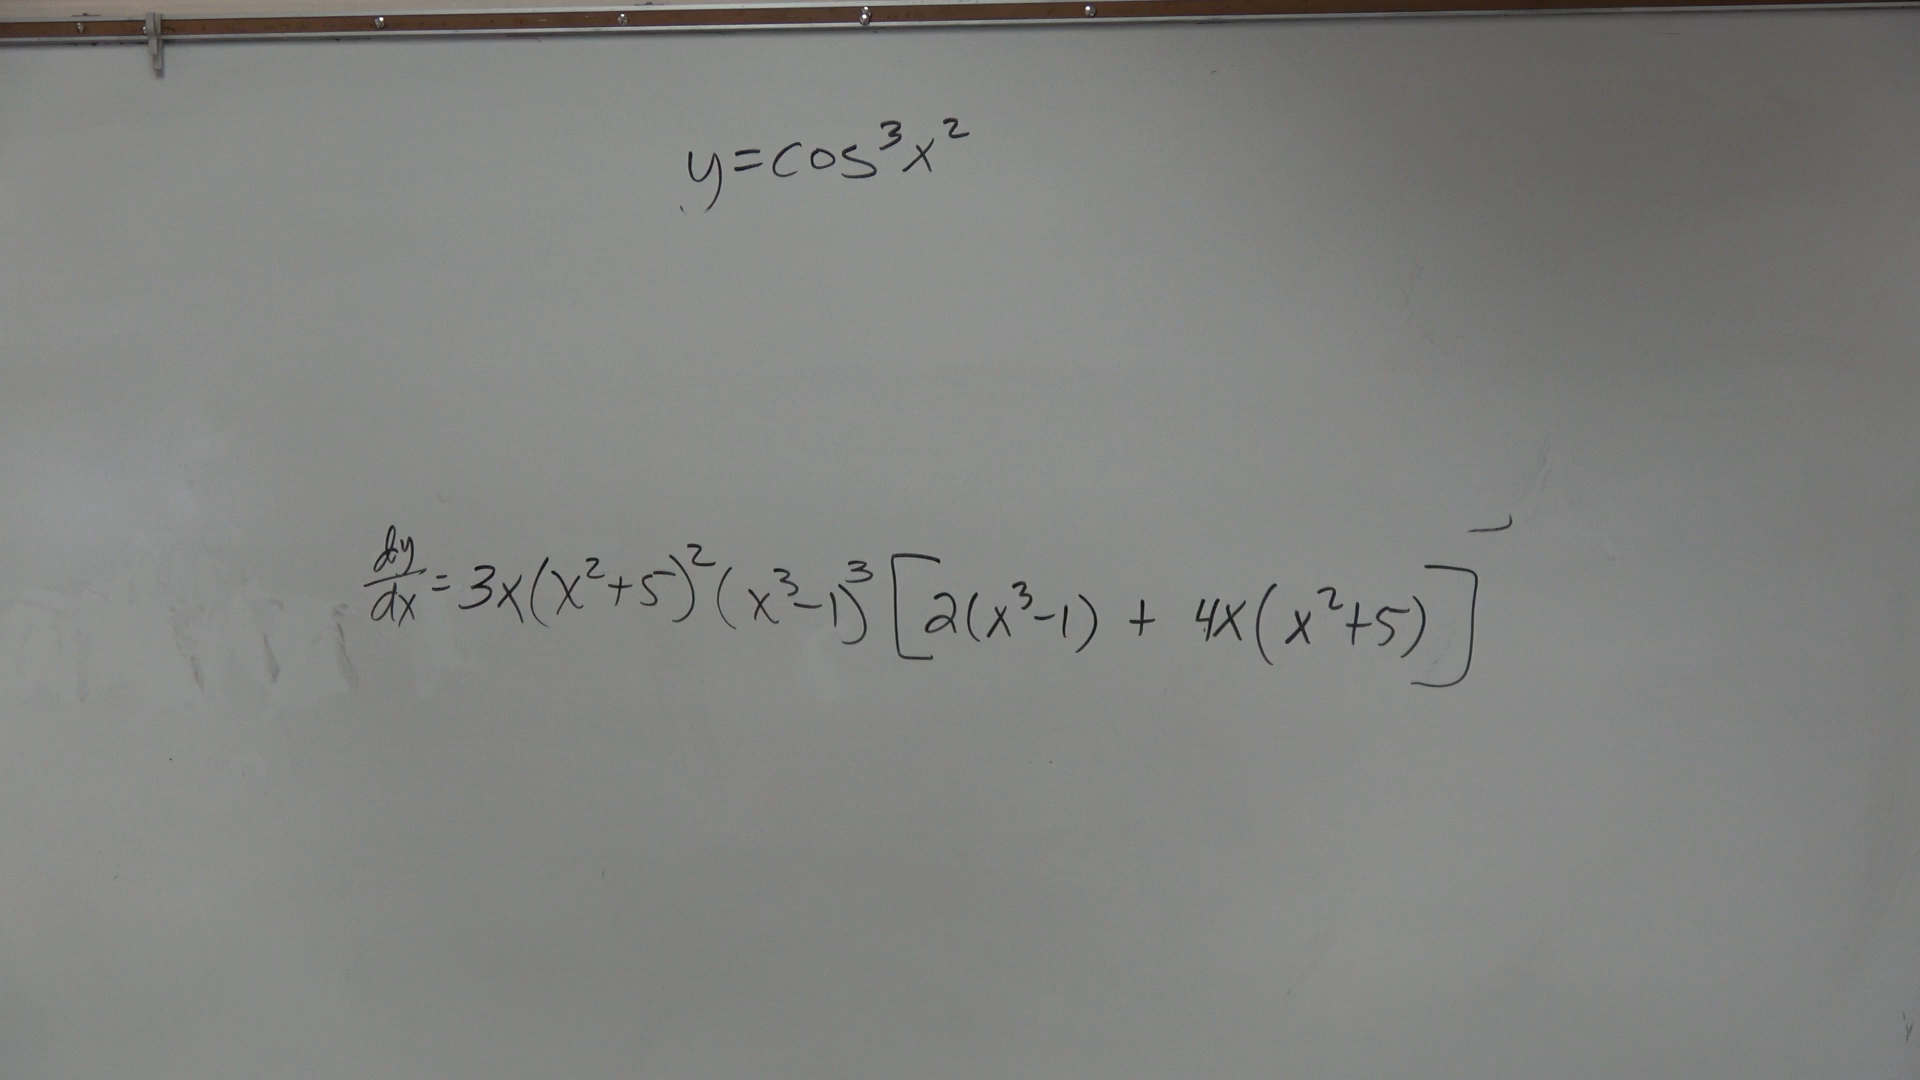 y=cos³x²
dy/dx = 3x(x²+5)²(x³-1)³[2(x³-1) + 4x(x²+5)]